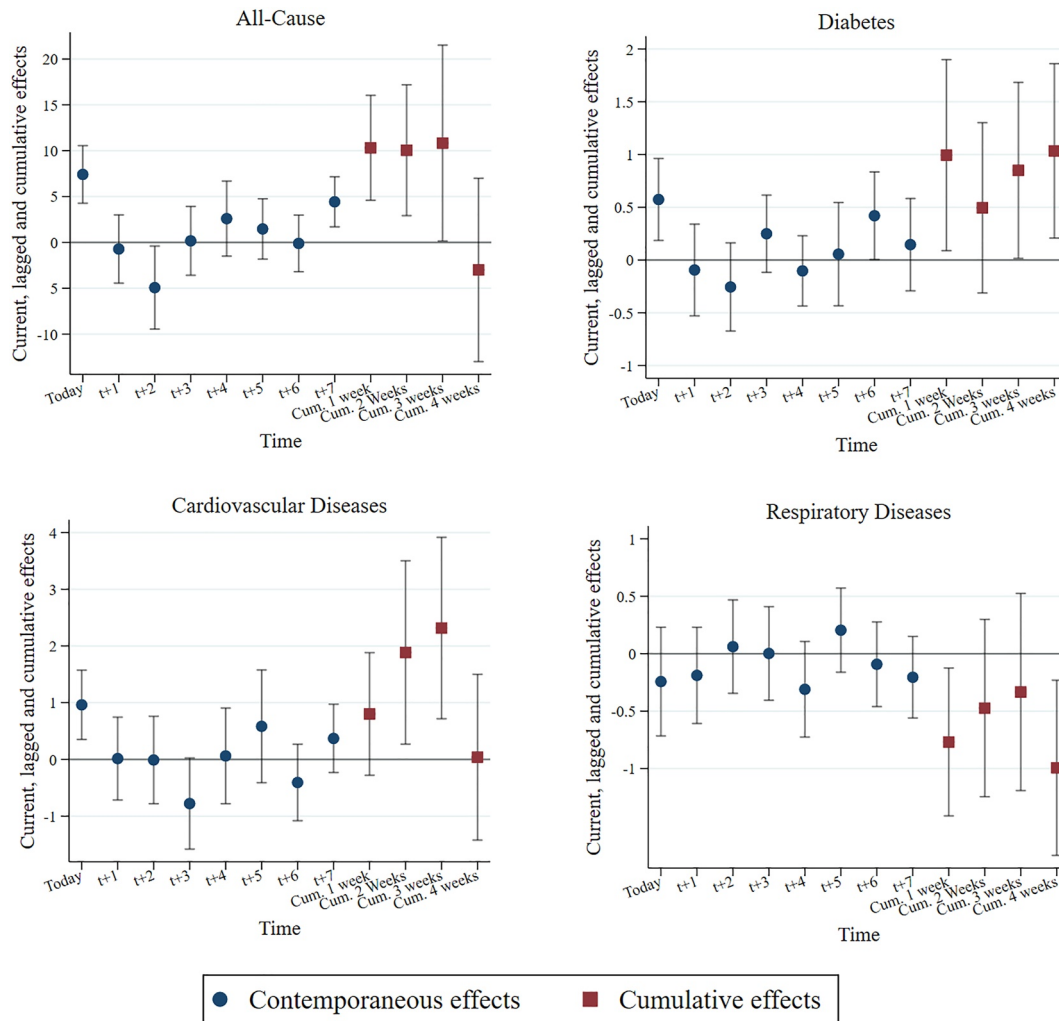 All-Cause
Current, lagged and cumulative effects
20
15
10
5
0
5
-10
Today t+1 t+2 t+3 t+4 t+5 t+6 t+7 Cum. 1 week Cum. 2 Weeks Cum. 3 weeks Cum. 4 weeks
Time
Diabetes
Current, lagged and cumulative effects
2
1.5
1
0.5
0
-0.5
-1
Today t+1 t+2 t+3 t+4 t+5 t+6 t+7 Cum. 1 week Cum. 2 Weeks Cum. 3 weeks Cum. 4 weeks
Time
Cardiovascular Diseases
Current, lagged and cumulative effects
4
3
2
1
0
-1
Today t+1 t+2 t+3 t+4 t+5 t+6 t+7 Cum. 1 week Cum. 2 Weeks Cum. 3 weeks Cum. 4 weeks
Time
Respiratory Diseases
Current, lagged and cumulative effects
1
0.5
0
-0.5
-1
Today t+1 t+2 t+3 t+4 t+5 t+6 t+7 Cum. 1 week Cum. 2 Weeks Cum. 3 weeks Cum. 4 weeks
Time
Contemporaneous effects Cumulative effects